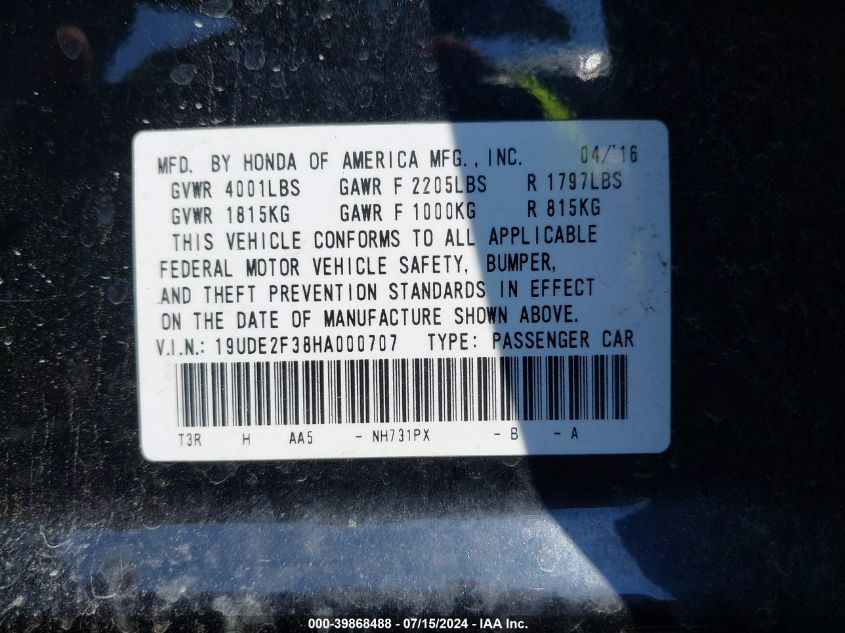 MFD. BY HONDA OF AMERICA MFG., INC. 04/16
GVWR 4001LBS GAWR F 2205LBS R 1797LBS
GVWR 1815KG GAWR F 1000KG R 815KG
THIS VEHICLE CONFORMS TO ALL APPLICABLE
FEDERAL MOTOR VEHICLE SAFETY, BUMPER,
AND THEFT PREVENTION STANDARDS IN EFFECT
ON THE DATE OF MANUFACTURE SHOWN ABOVE.
V.I.N.: 19UDE2F38HA000707 TYPE: PASSENGER CAR
T3R H AA5 - NH731PX - B - A
000-39868488 - 07/15/2024 - IAA Inc.